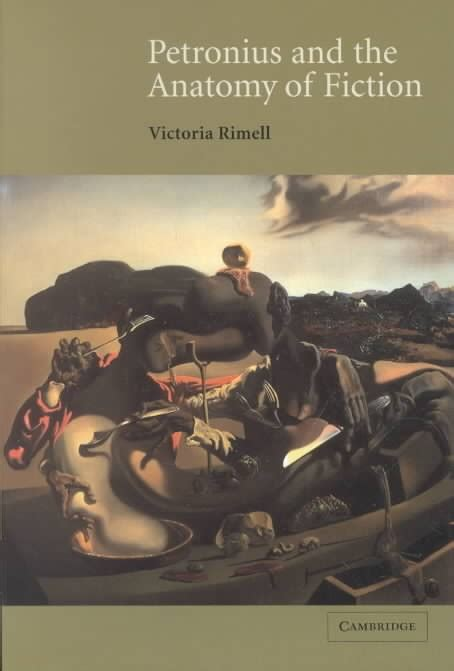 Petronius and the
Anatomy of Fiction
Victoria Rimell
CAMBRIDGE